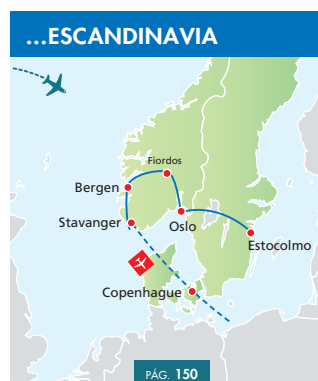 ...ESCANDINAVIA
Fiordos
Bergen
Stavanger
Oslo
Estocolmo
Copenhague
PÁG. 150